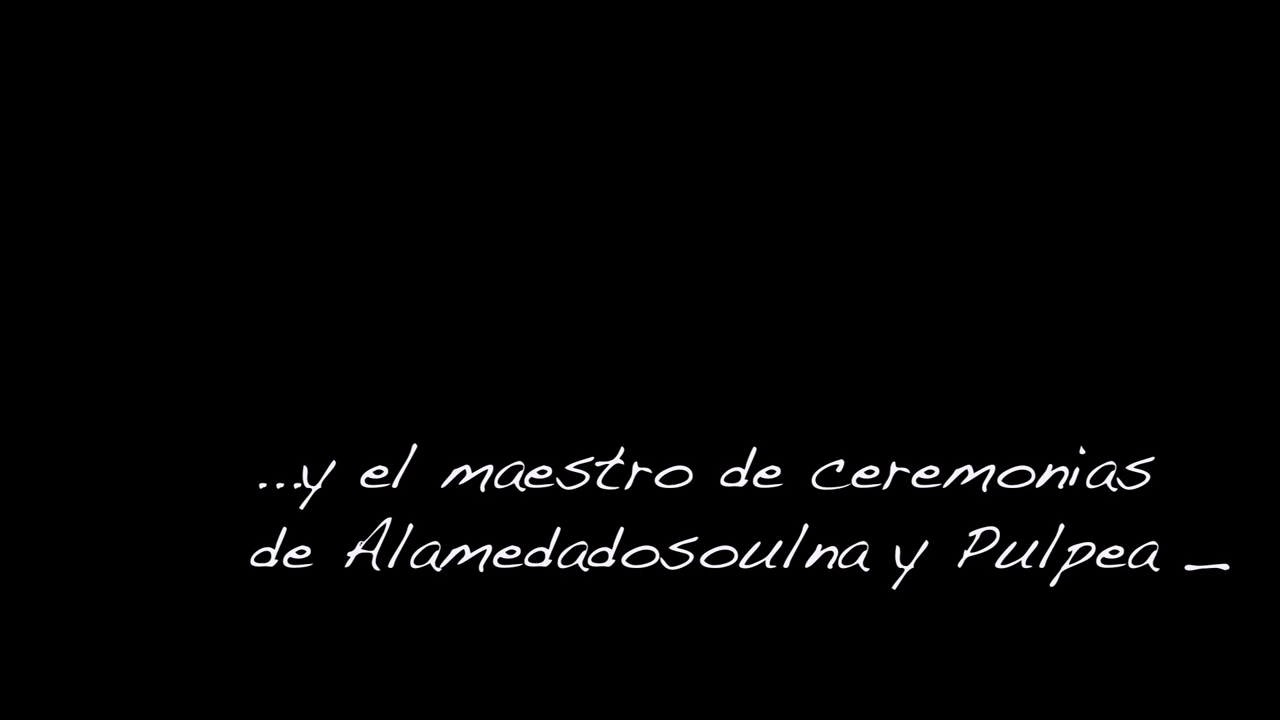 ...y el maestro de ceremonias
de Alamedadosoulna y Pulpea _